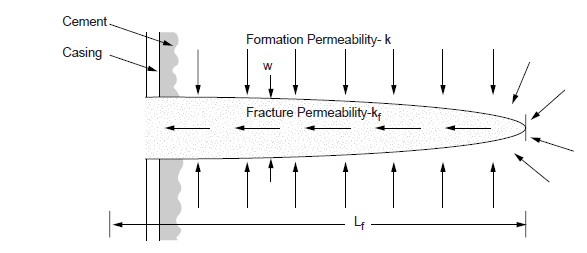 Cement
Formation Permeability- k
Casing
w
Fracture Permeability-kf
Lf